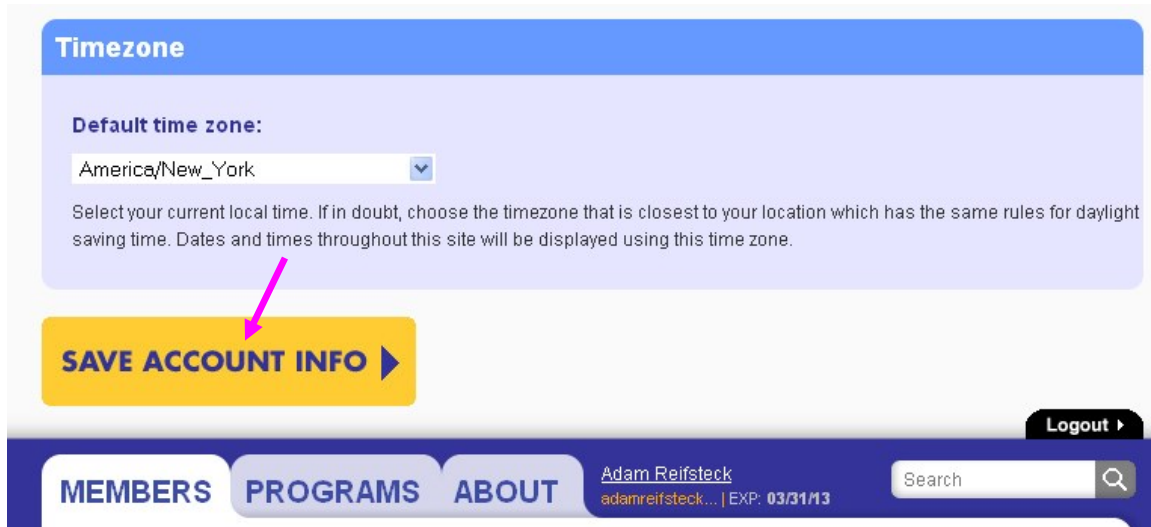 Timezone
Default time zone:
America/New_York
Select your current local time. If in doubt, choose the timezone that is closest to your location which has the same rules for daylight
saving time. Dates and times throughout this site will be displayed using this time zone.
SAVE ACCOUNT INFO
Logout
MEMBERS PROGRAMS ABOUT Adam Reifsteck Search
adamreifsteck... | EXP: 03/31/13